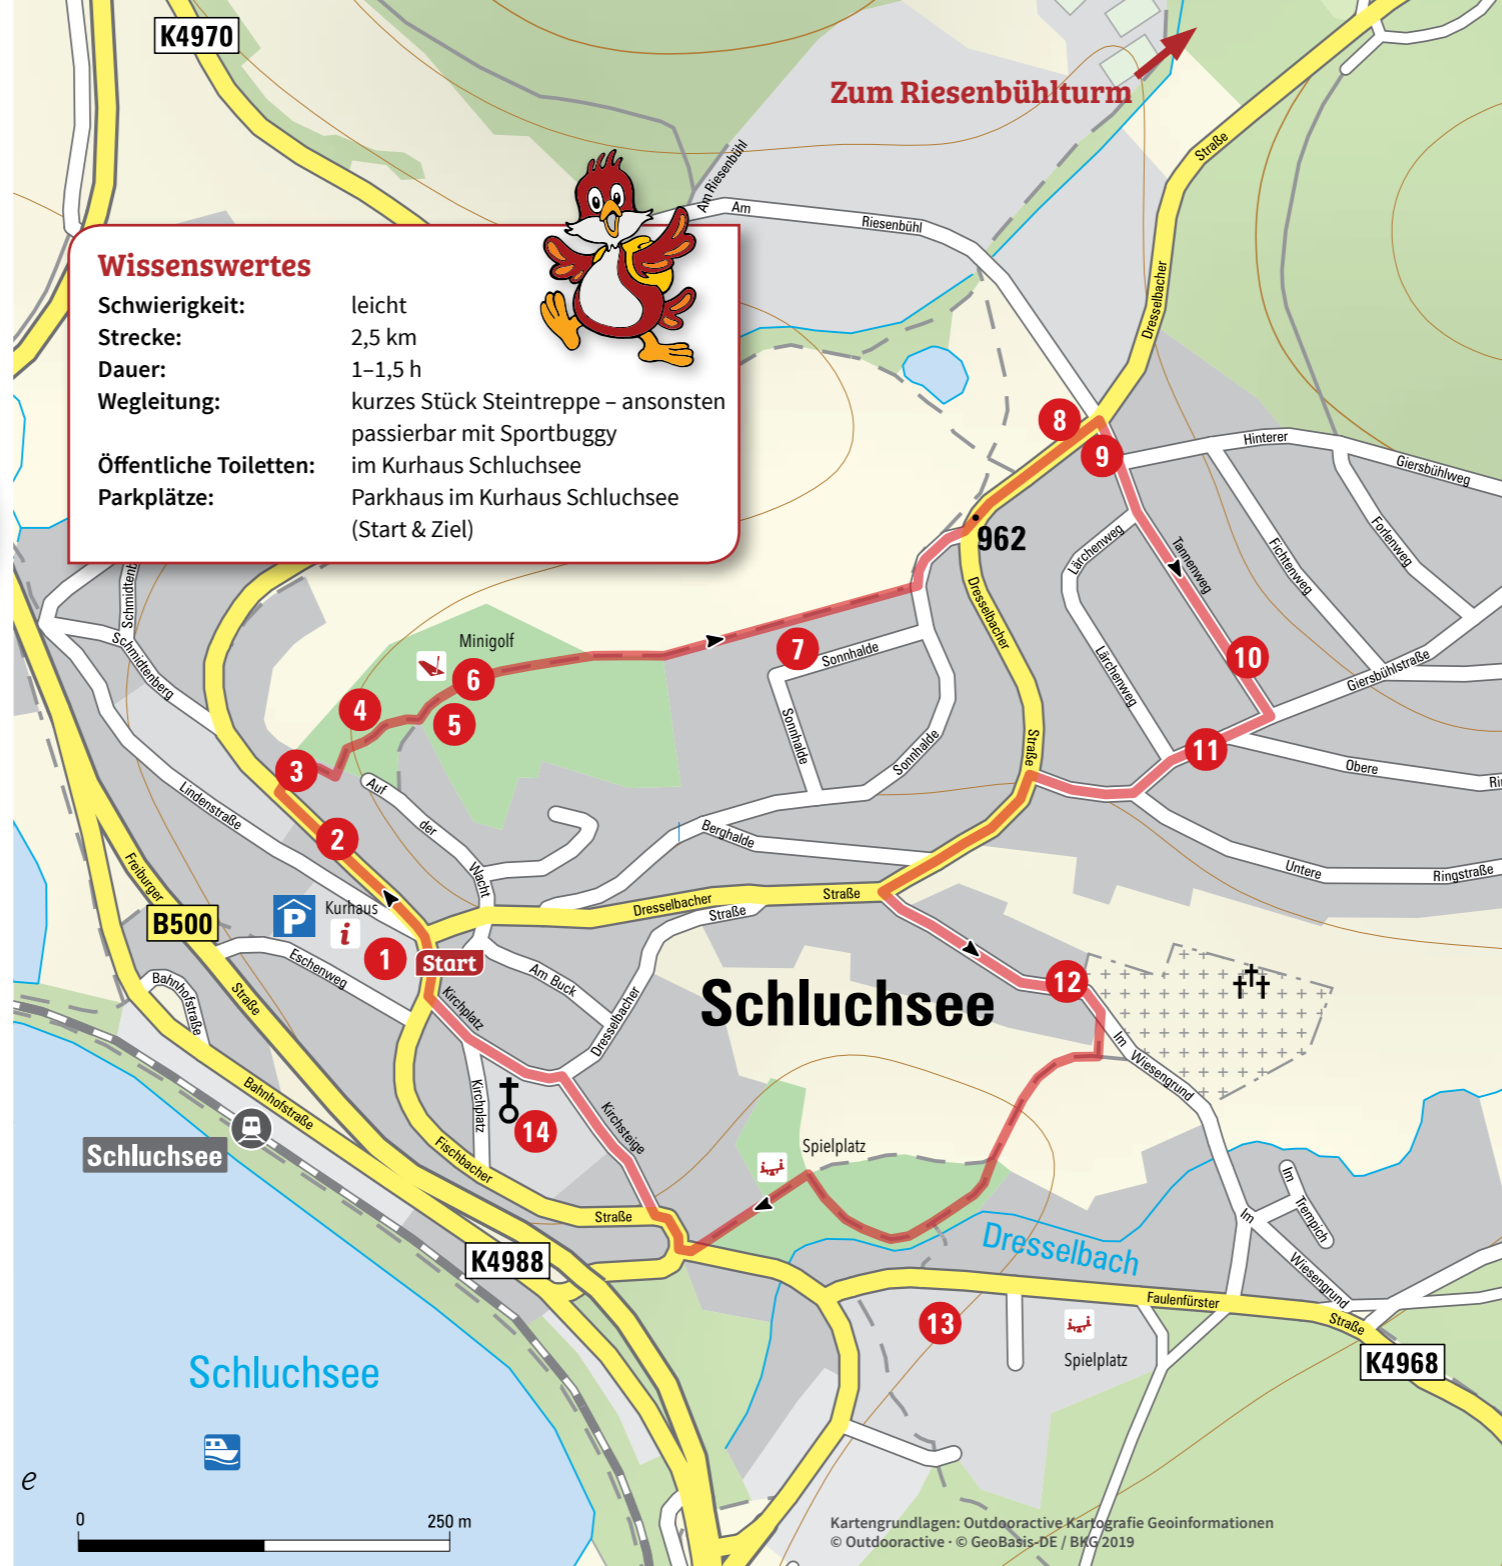 K4970
Zum Riesenbühlturm
Straße
Am Riesenbühl
Am
Riesenbühl
Dresselbacher
Wissenswertes
Schwierigkeit: leicht
Strecke: 2,5 km
Dauer: 1–1,5 h
Wegleitung: kurzes Stück Steintreppe – ansonsten
passierbar mit Sportbuggy
Öffentliche Toiletten: im Kurhaus Schluchsee
Parkplätze: Parkhaus im Kurhaus Schluchsee
(Start & Ziel)
8
9
Hinterer
Giersbühlweg
962
Lärchenweg
Tannenweg
Fichtenweg
Forlenweg
Schmidtenb
Schmidtenberg
Dresselbacher
Minigolf
6
7
Sonnhalde
10
Giersbühlstraße
Lärchenweg
4
5
Sonnhalde
Sonnhalde
Straße
11
Obere
Ri
3
Auf
der
Wacht
Lindenstraße
2
Berghalde
Untere
Ringstraße
Freiburger
Straße
B500
P
Kurhaus
i
1
Start
Dresselbacher
Straße
Straße
Eschenweg
Am Buck
Bahnhofstraße
Kirchplatz
Schluchsee
12
Dresselbacher
Im
Wiesengrund
Bahnhofstraße
Kirchplatz
Kirchsteige
14
Schluchsee
Fischbacher
Straße
Spielplatz
Im
Trempich
Im
Wiesengrund
K4988
Dresselbach
Faulenfürster
Straße
13
Spielplatz
K4968
Schluchsee
e
0 250 m
Kartengrundlagen: Outdooractive Kartografie Geoinformationen
© Outdooractive · © GeoBasis-DE / BKG 2019